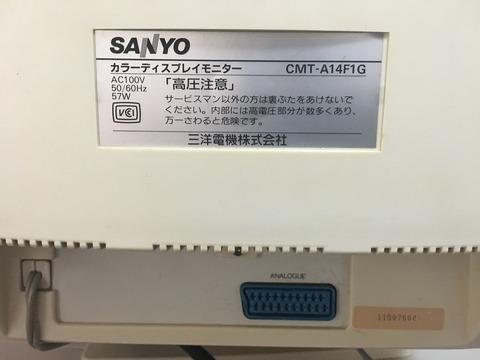 SANYO
カラーディスプレイモニター CMT-A14F1G
AC100V
50/60Hz
57W
VCI
「高圧注意」
サービスマン以外の方は裏ぶたをあけないで
ください。内部には高電圧部分が数多くあり、
万一さわると危険です。
三洋電機株式会社
ANALOGUE